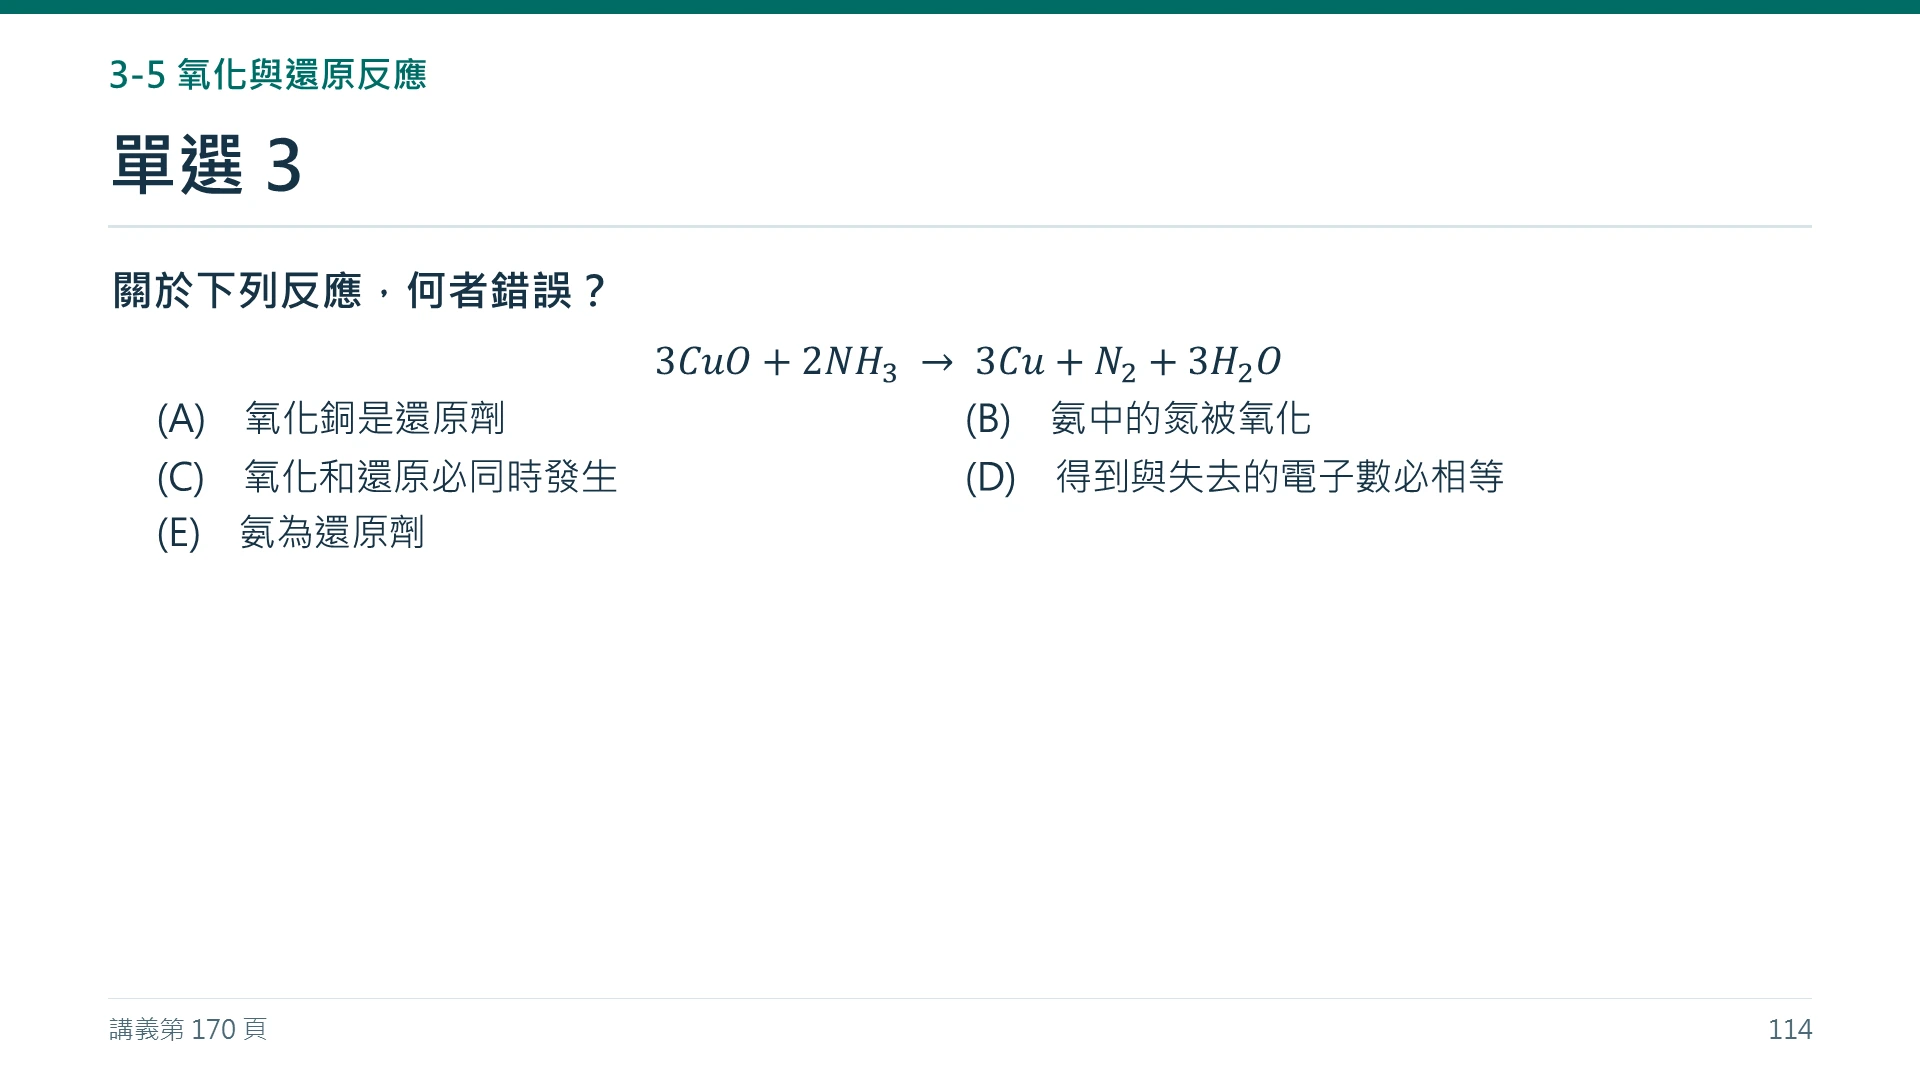 3-5 氧化與還原反應
單選 3
關於下列反應，何者錯誤？
3CuO + 2NH₃ → 3Cu + N₂ + 3H₂O
(A) 氧化銅是還原劑 (B) 氨中的氮被氧化
(C) 氧化和還原必同時發生 (D) 得到與失去的電子數必相等
(E) 氨為還原劑
講義第 170 頁 114